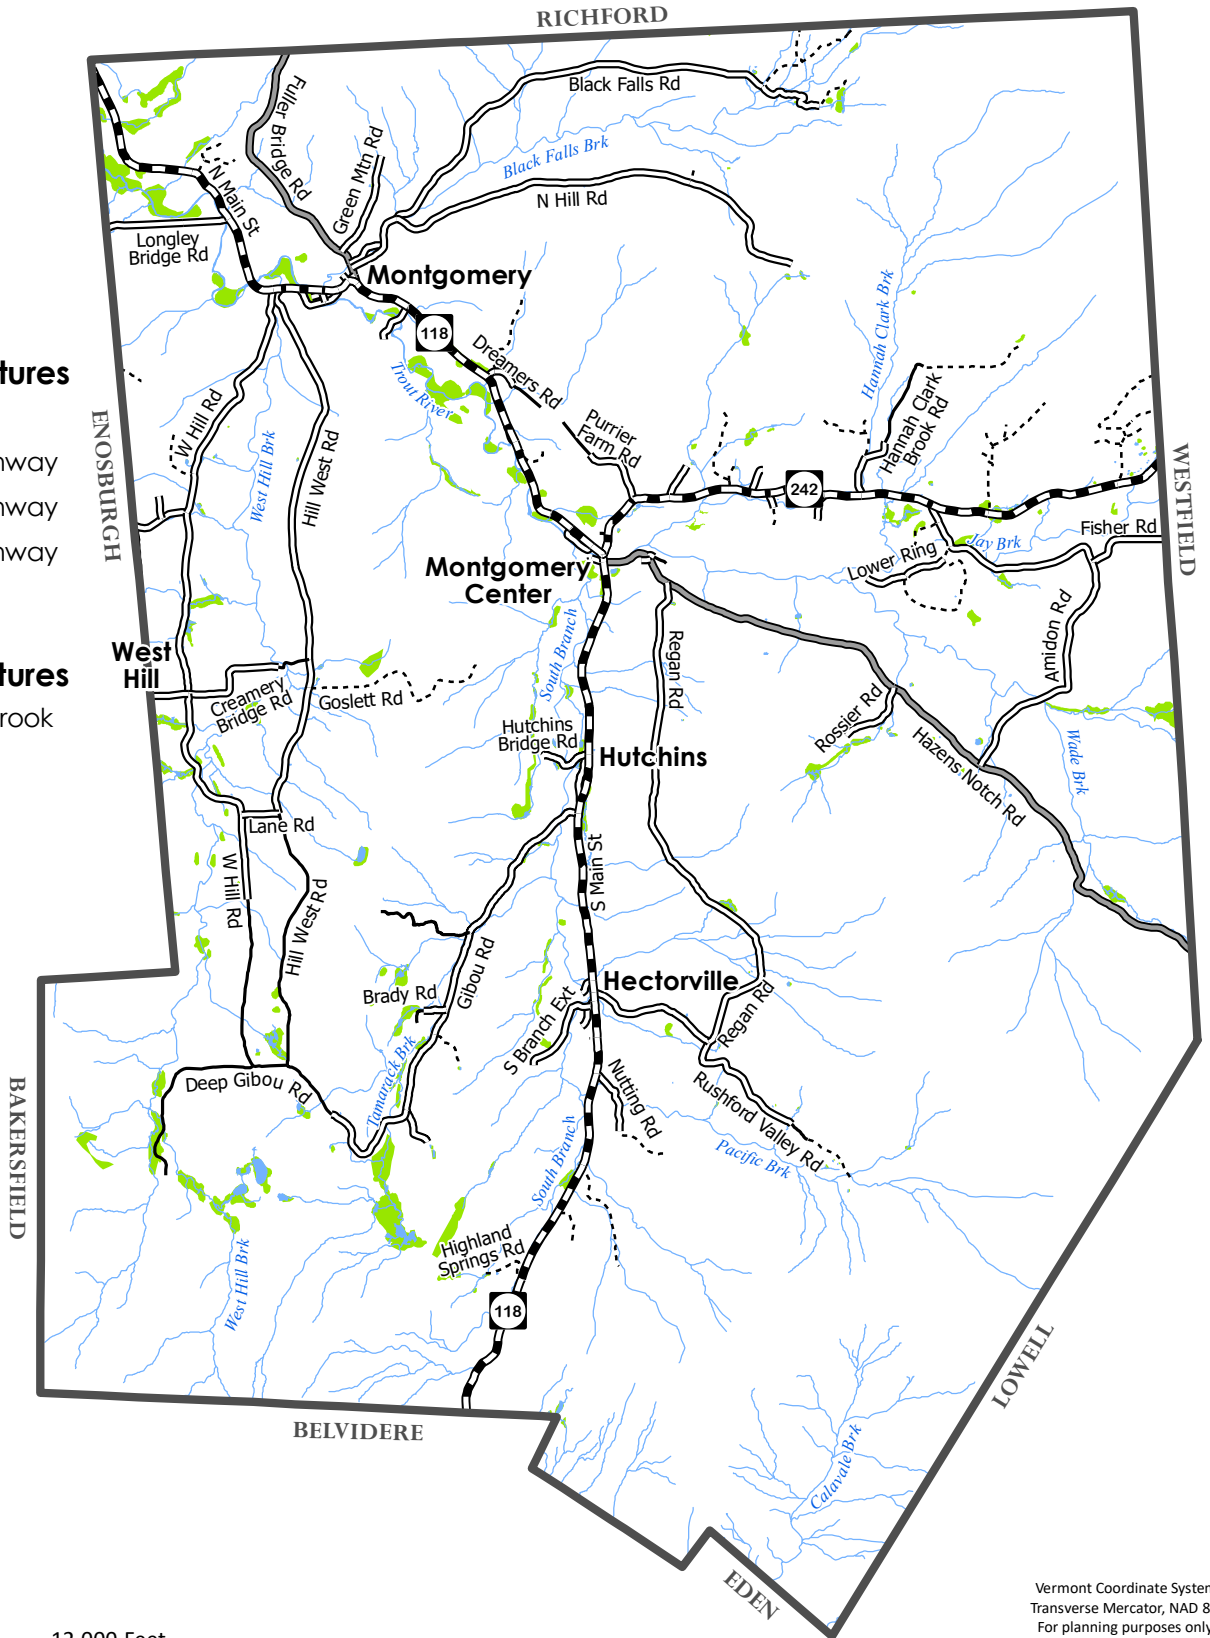 RICHFORD
Black Falls Rd
Fuller Bridge Rd
Green Mtn Rd
Black Falls Brk
N Main St
N Hill Rd
Longley
Bridge Rd
Montgomery
118
Hannah Clark Brk
Dreamers Rd
Trout River
tures
Hannah Clark
Brook Rd
W Hill Rd
Purrier
Farm Rd
ENOSBURGH
West Hill Brk
Hill West Rd
hway
hway
hway
242
WESTFIELD
Fisher Rd
Jay Brk
Lower Ring
Montgomery
Center
South Branch
Regan Rd
Amidon Rd
West
Hill
tures
Creamery
Bridge Rd
Goslett Rd
Rossier Rd
rook
Hutchins
Bridge Rd
Hutchins
Hazens Notch Rd
Wade Brk
Lane Rd
W Hill Rd
Hill West Rd
S Main St
Gibou Rd
Hectorville
Brady Rd
S Branch Ext
Regan Rd
Tamarack Brk
Deep Gibou Rd
Nutting Rd
Rushford Valley Rd
Pacific Brk
BAKERSFIELD
South Branch
Highland
Springs Rd
West Hill Brk
118
LOWELL
BELVIDERE
Calavale Brk
EDEN
Vermont Coordinate System
Transverse Mercator, NAD 8
For planning purposes only
12,000 Feet